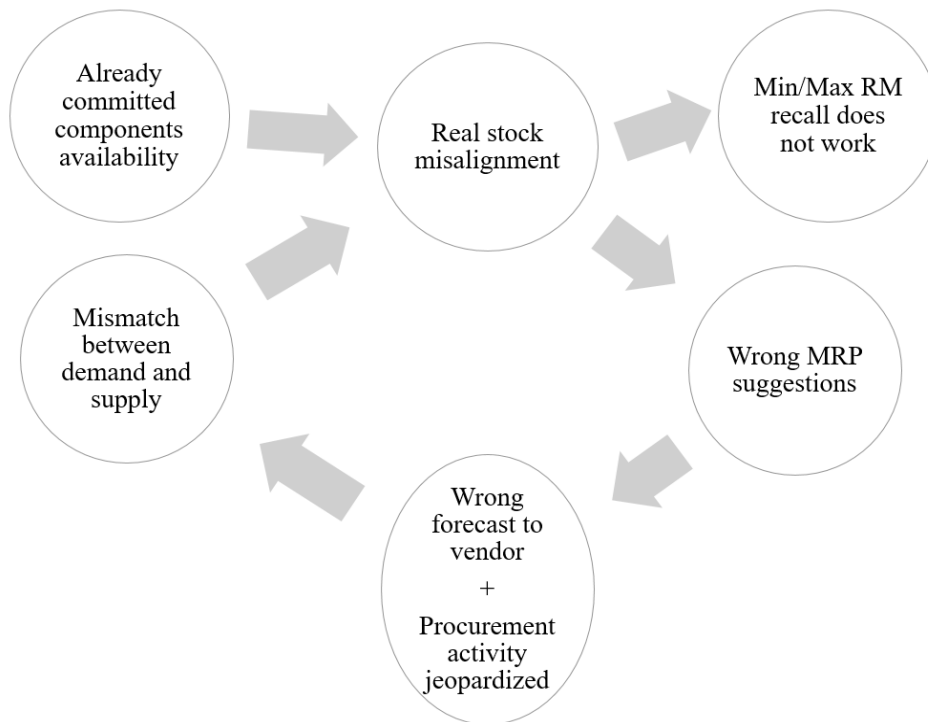 Already
committed
components
availability
Real stock
misalignment
Min/Max RM
recall does
not work
Mismatch
between
demand and
supply
Wrong MRP
suggestions
Wrong
forecast to
vendor
+
Procurement
activity
jeopardized